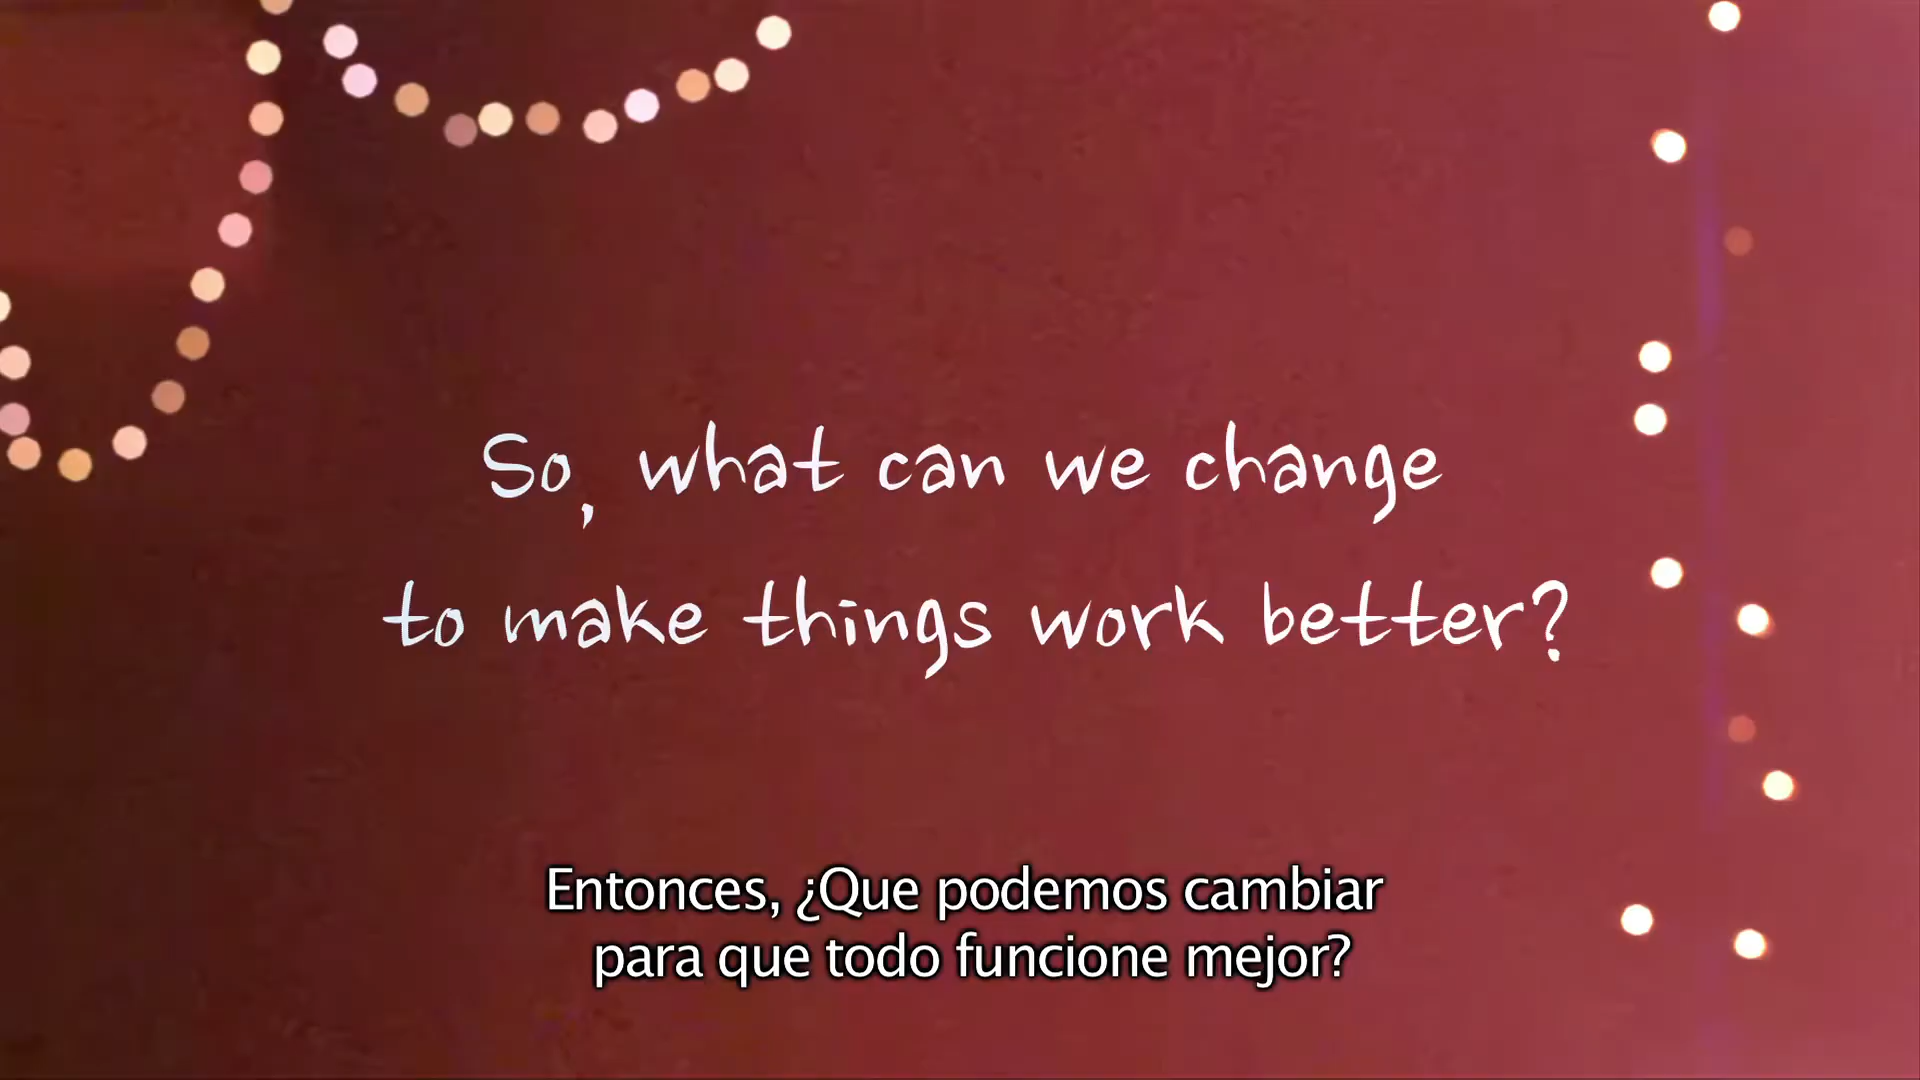 So, what can we change
to make things work better?
Entonces, ¿Que podemos cambiar
para que todo funcione mejor?